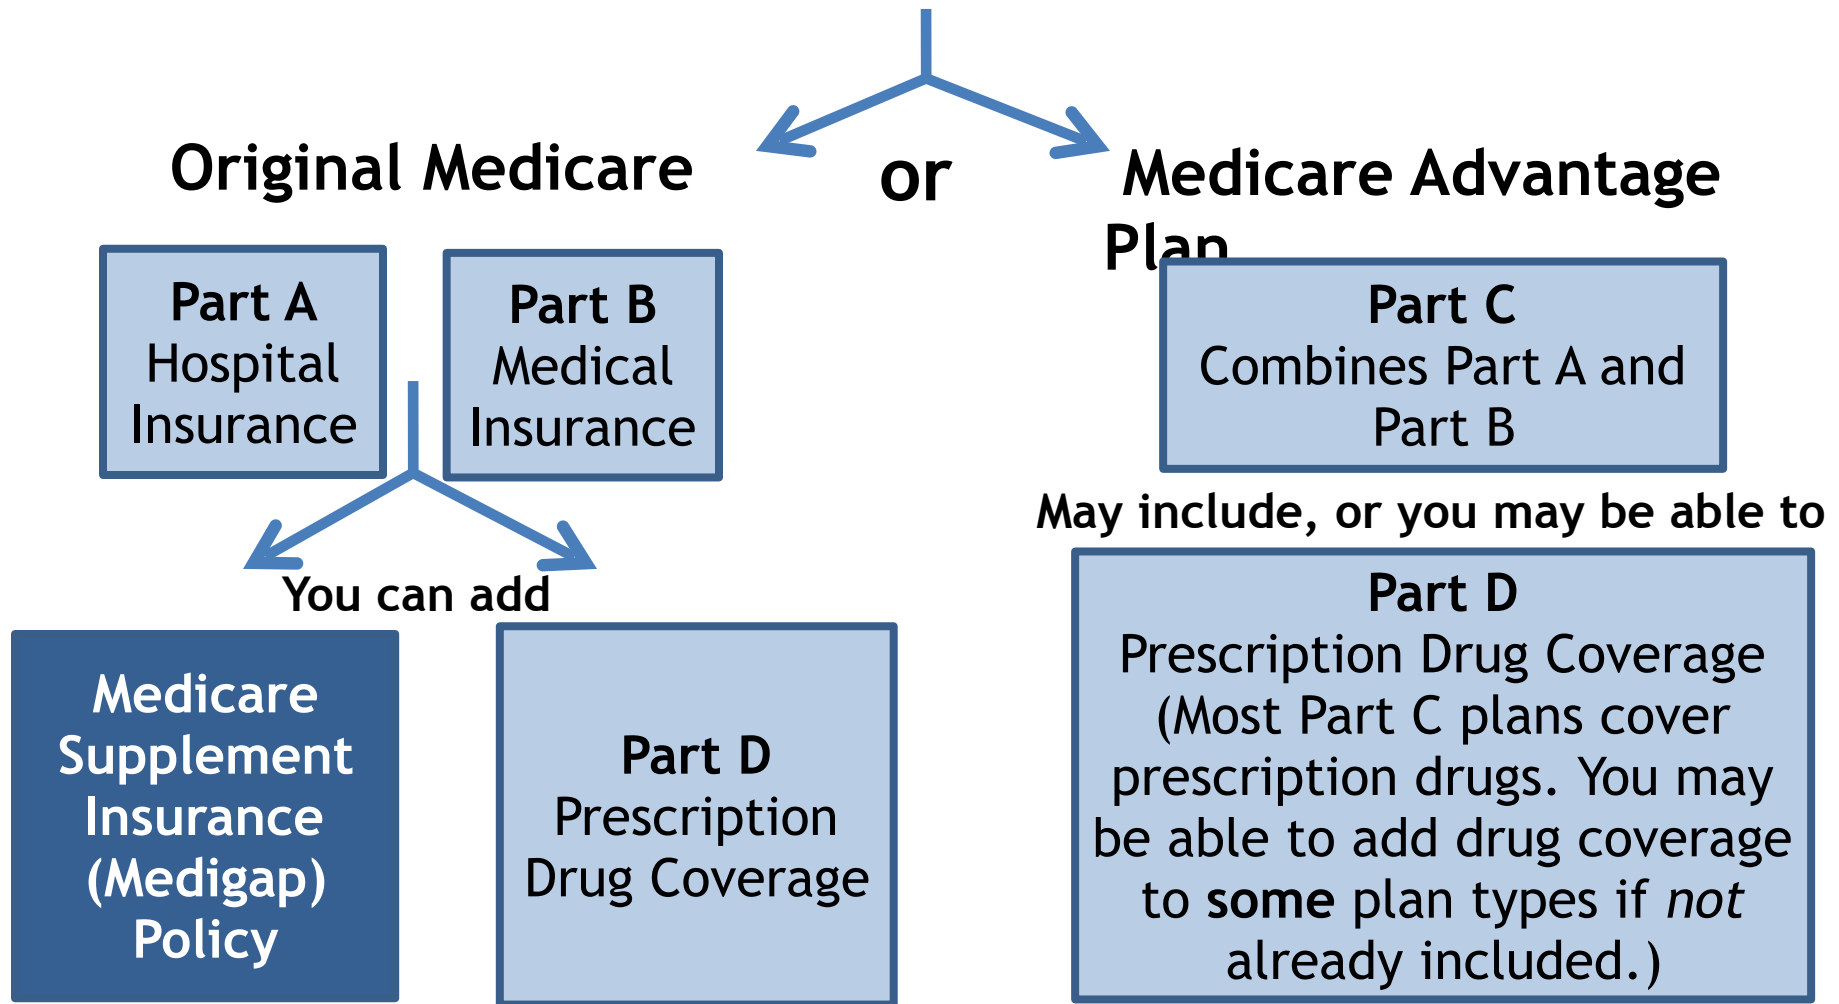 Original Medicare
or
Medicare Advantage
Plan
Part A
Hospital
Insurance
Part B
Medical
Insurance
Part C
Combines Part A and
Part B
You can add
May include, or you may be able to
Medicare
Supplement
Insurance
(Medigap)
Policy
Part D
Prescription
Drug Coverage
Part D
Prescription Drug Coverage
(Most Part C plans cover
prescription drugs. You may
be able to add drug coverage
to some plan types if not
already included.)